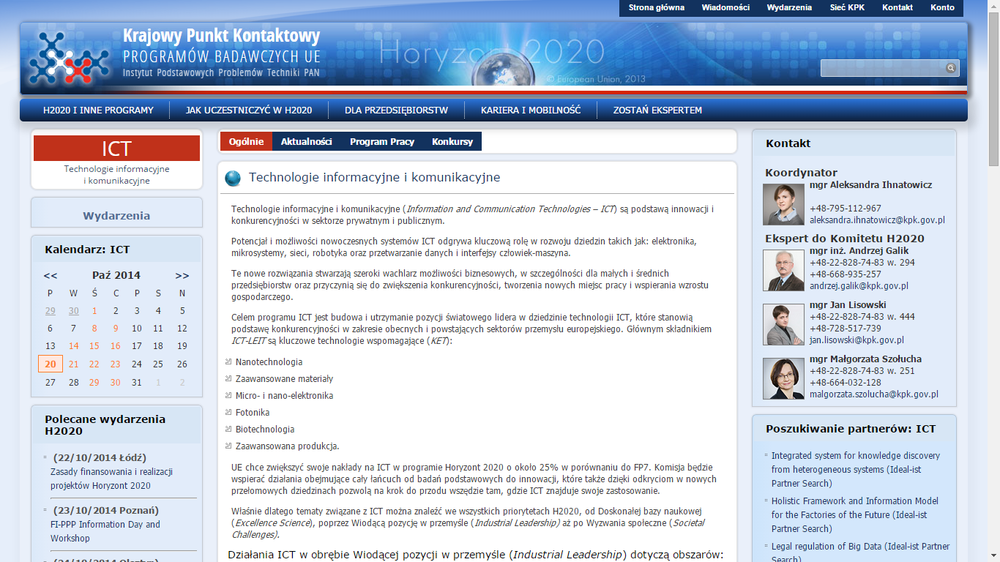 Strona główna Wiadomości Wydarzenia Sieć KPK Kontakt Konto
Krajowy Punkt Kontaktowy
PROGRAMÓW BADAWCZYCH UE
Instytut Podstawowych Problemów Techniki PAN
Horyzont 2020
© European Union, 2013
H2020 I INNE PROGRAMY JAK UCZESTNICZYĆ W H2020 DLA PRZEDSIĘBIORSTW KARIERA I MOBILNOŚĆ ZOSTAŃ EKSPERTEM
ICT
Technologie informacyjne
i komunikacyjne
Wydarzenia
Kalendarz: ICT
<< Paź 2014 >>
P W Ś C P S N
29 30 1 2 3 4 5
6 7 8 9 10 11 12
13 14 15 16 17 18 19
20 21 22 23 24 25 26
27 28 29 30 31 1 2
Polecane wydarzenia
H2020
(22/10/2014 Łódź)
Zasady finansowania i realizacji
projektów Horyzont 2020
(23/10/2014 Poznań)
FI-PPP Information Day and
Workshop
(24/10/2014 Olsztyn)
Ogólnie Aktualności Program Pracy Konkursy
Technologie informacyjne i komunikacyjne
Technologie informacyjne i komunikacyjne (Information and Communication Technologies – ICT) są podstawą innowacji i
konkurencyjności w sektorze prywatnym i publicznym.
Potencjał i możliwości nowoczesnych systemów ICT odgrywa kluczową rolę w rozwoju dziedzin takich jak: elektronika,
mikrosystemy, sieci, robotyka oraz przetwarzanie danych i interfejsy człowiek-maszyna.
Te nowe rozwiązania stwarzają szeroki wachlarz możliwości biznesowych, w szczególności dla małych i średnich
przedsiębiorstw oraz przyczynią się do zwiększenia konkurencyjności, tworzenia nowych miejsc pracy i wspierania wzrostu
gospodarczego.
Celem programu ICT jest budowa i utrzymanie pozycji światowego lidera w dziedzinie technologii ICT, które stanowią
podstawę konkurencyjności w zakresie obecnych i powstających sektorów przemysłu europejskiego. Głównym składnikiem
ICT-LEIT są kluczowe technologie wspomagające (KET):
Nanotechnologia
Zaawansowane materiały
Micro- i nano-elektronika
Fotonika
Biotechnologia
Zaawansowana produkcja.
UE chce zwiększyć swoje nakłady na ICT w programie Horyzont 2020 o około 25% w porównaniu do FP7. Komisja będzie
wspierać działania obejmujące cały łańcuch od badań podstawowych do innowacji, które także dzięki odkryciom w nowych
przełomowych dziedzinach pozwolą na krok do przodu wszędzie tam, gdzie ICT znajduje swoje zastosowanie.
Właśnie dlatego tematy związane z ICT można znaleźć we wszystkich priorytetach H2020, od Doskonałej bazy naukowej
(Excellence Science), poprzez Wiodącą pozycję w przemyśle (Industrial Leadership) aż po Wyzwania społeczne (Societal
Challenges).
Działania ICT w obrębie Wiodącej pozycji w przemyśle (Industrial Leadership) dotyczą obszarów:
Kontakt
Koordynator
mgr Aleksandra Ihnatowicz
+48-795-112-967
aleksandra.ihnatowicz@kpk.gov.pl
Ekspert do Komitetu H2020
mgr inż. Andrzej Galik
+48-22-828-74-83 w. 294
+48-668-935-257
andrzej.galik@kpk.gov.pl
mgr Jan Lisowski
+48-22-828-74-83 w. 444
+48-728-517-739
jan.lisowski@kpk.gov.pl
mgr Małgorzata Szołucha
+48-22-828-74-83 w. 251
+48-664-032-128
malgorzata.szolucha@kpk.gov.pl
Poszukiwanie partnerów: ICT
Integrated system for knowledge discovery
from heterogeneous systems (Ideal-ist
Partner Search)
Holistic Framework and Information Model
for the Factories of the Future (Ideal-ist
Partner Search)
Legal regulation of Big Data (Ideal-ist Partner
Search)